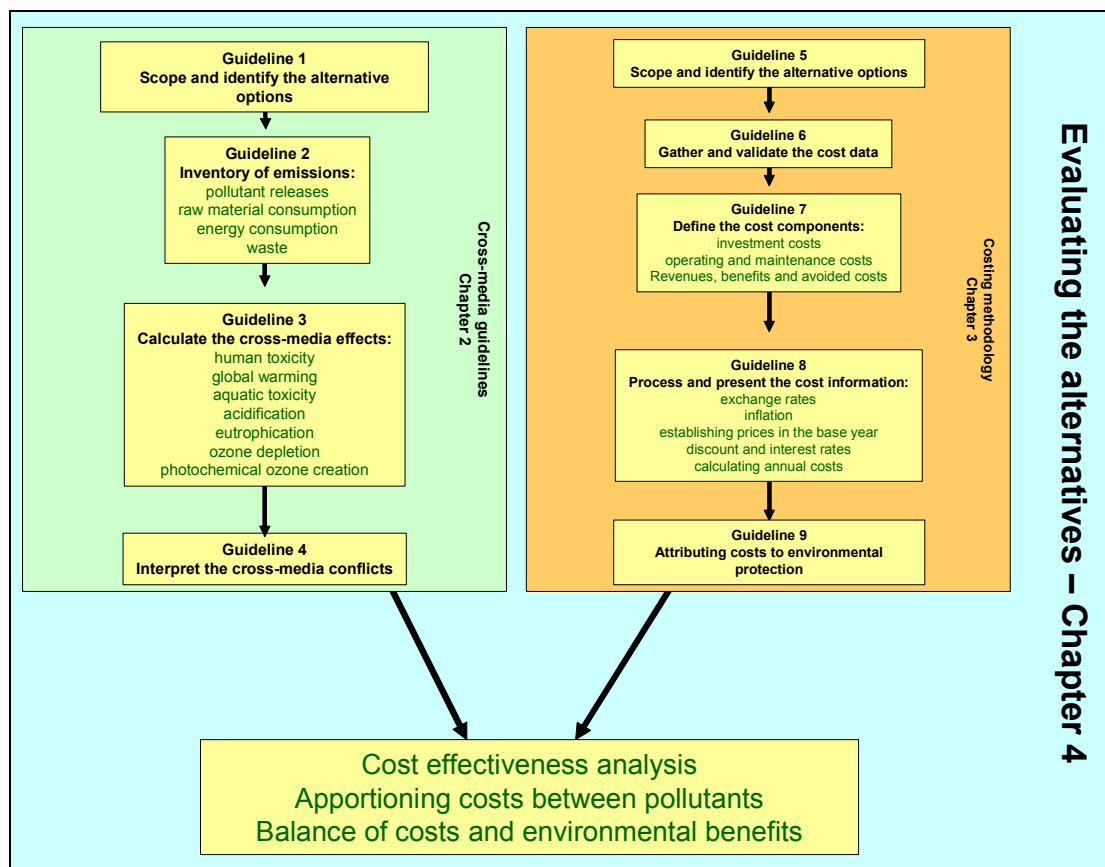 Guideline 1
Scope and identify the alternative
options
Guideline 2
Inventory of emissions:
pollutant releases
raw material consumption
energy consumption
waste
Guideline 3
Calculate the cross-media effects:
human toxicity
global warming
aquatic toxicity
acidification
eutrophication
ozone depletion
photochemical ozone creation
Guideline 4
Interpret the cross-media conflicts
Cross-media guidelines
Chapter 2
Guideline 5
Scope and identify the alternative options
Guideline 6
Gather and validate the cost data
Guideline 7
Define the cost components:
investment costs
operating and maintenance costs
Revenues, benefits and avoided costs
Guideline 8
Process and present the cost information:
exchange rates
inflation
establishing prices in the base year
discount and interest rates
calculating annual costs
Guideline 9
Attributing costs to environmental
protection
Costing methodology
Chapter 3
Evaluating the alternatives – Chapter 4
Cost effectiveness analysis
Apportioning costs between pollutants
Balance of costs and environmental benefits